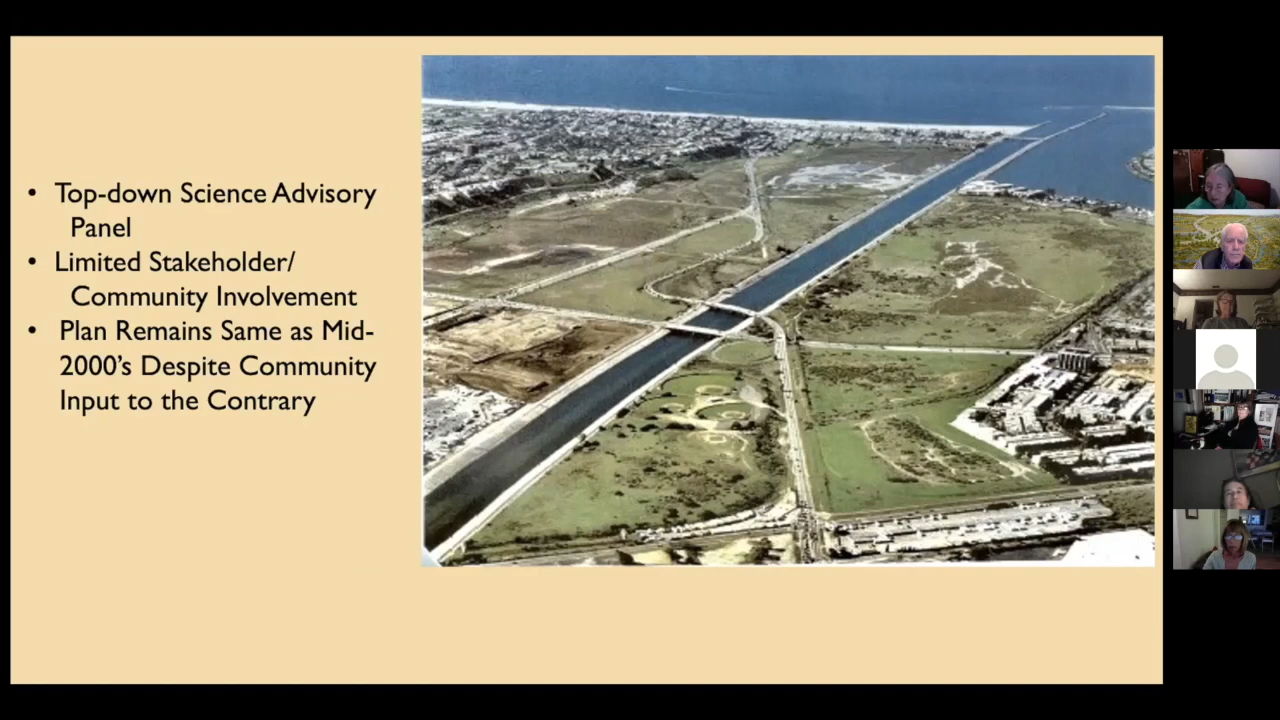 • Top-down Science Advisory
Panel
• Limited Stakeholder/
Community Involvement
• Plan Remains Same as Mid-
2000's Despite Community
Input to the Contrary